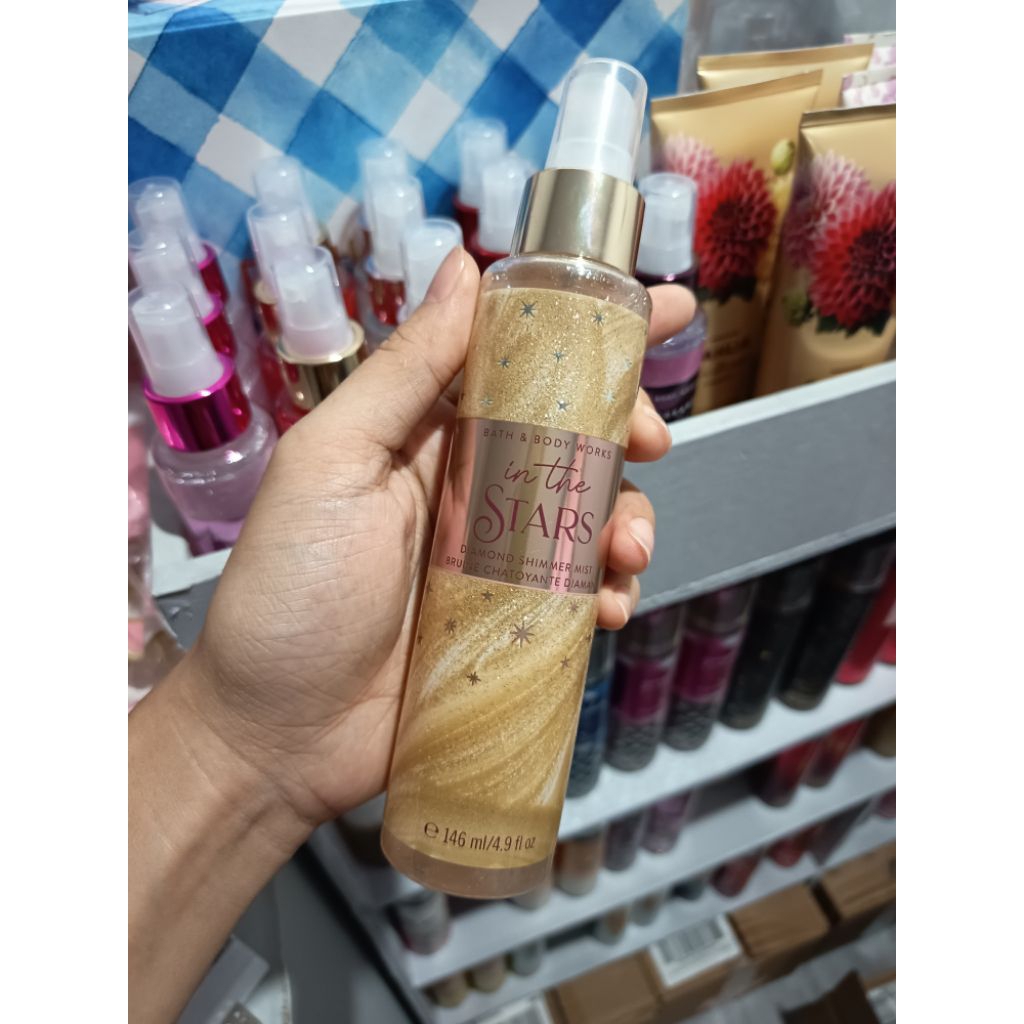 BATH & BODY WORKS
in the
STARS
DIAMOND SHIMMER MIST
BRUME CHATOYANTE DIAMANT
℮ 146 ml/4.9 fl oz